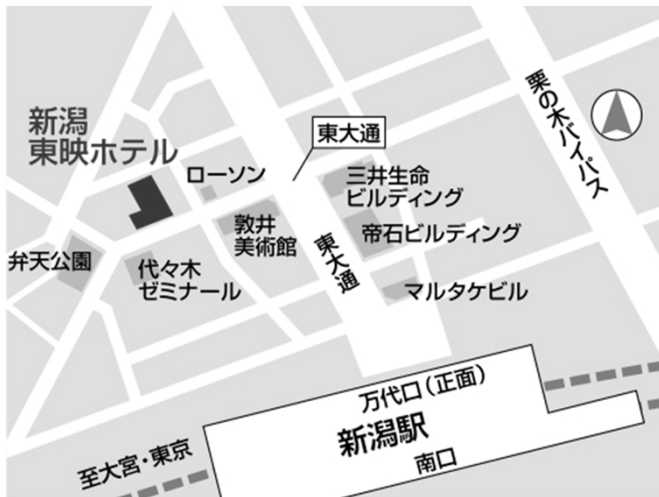 新潟
東映ホテル
ローソン
東大通
三井生命
ビルディング
栗の木バイパス
敦井
美術館
東大通
帝石ビルディング
弁天公園
代々木
ゼミナール
マルタケビル
万代口(正面)
新潟駅
南口
至大宮・東京